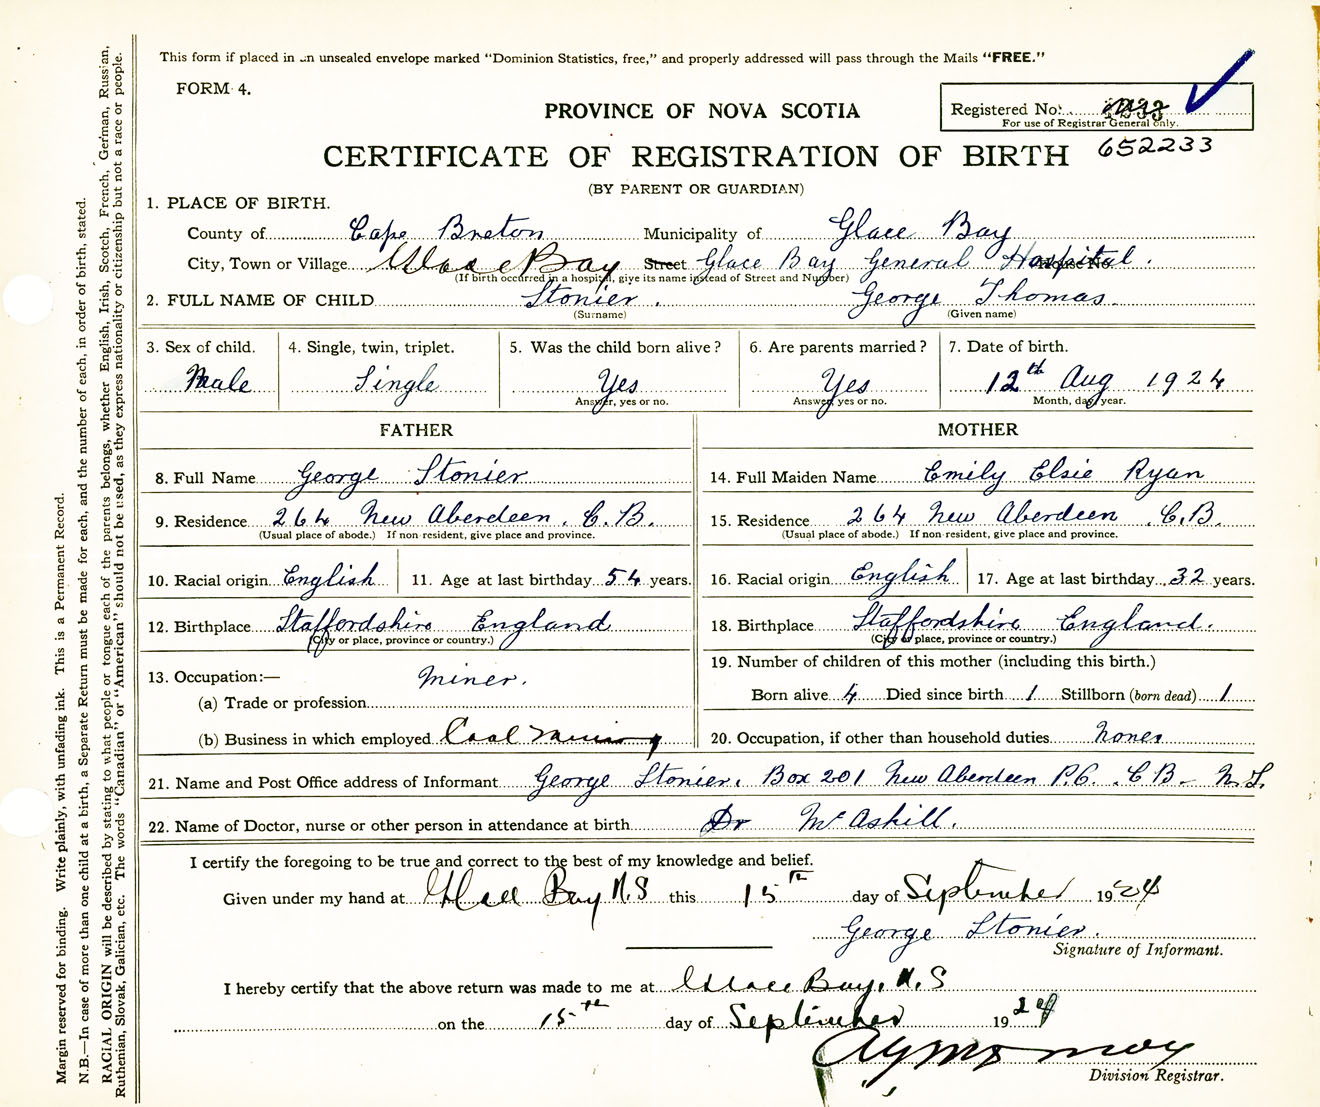 This form if placed in an unsealed envelope marked "Dominion Statistics, free," and properly addressed will pass through the Mails "FREE."
FORM 4.
PROVINCE OF NOVA SCOTIA
Registered No.
For use of Registrar General only.
CERTIFICATE OF REGISTRATION OF BIRTH 652233
(BY PARENT OR GUARDIAN)
1. PLACE OF BIRTH.
County of Cape Breton Municipality of Glace Bay
City, Town or Village Glace Bay Street Glace Bay General Hospital. House No.
(If birth occurred in a hospital, give its name instead of Street and Number)
2. FULL NAME OF CHILD Stonier. George Thomas.
(Surname) (Given name)
3. Sex of child. 4. Single, twin, triplet. 5. Was the child born alive? 6. Are parents married? 7. Date of birth.
Male Single Yes Yes 12th Aug 1924
Answer, yes or no. Answer, yes or no. Month, day, year.
FATHER MOTHER
8. Full Name George Stonier 14. Full Maiden Name Emily Elsie Ryan
9. Residence 264 New Aberdeen. C.B. 15. Residence 264 New Aberdeen. C.B.
(Usual place of abode.) If non-resident, give place and province. (Usual place of abode.) If non-resident, give place and province.
10. Racial origin English 11. Age at last birthday 54 years. 16. Racial origin English 17. Age at last birthday 32 years.
12. Birthplace Staffordshire England 18. Birthplace Staffordshire England.
(City or place, province or country.) (City or place, province or country.)
19. Number of children of this mother (including this birth.)
13. Occupation:— Miner.
(a) Trade or profession Born alive 4 Died since birth 1 Stillborn (born dead) 1
(b) Business in which employed Coal Mining 20. Occupation, if other than household duties None.
21. Name and Post Office address of Informant George Stonier. Box 201 New Aberdeen P.O. C.B. N.S.
22. Name of Doctor, nurse or other person in attendance at birth Dr McAskill.
I certify the foregoing to be true and correct to the best of my knowledge and belief.
Given under my hand at Glace Bay N.S this 15th day of September 1924
George Stonier.
Signature of Informant.
I hereby certify that the above return was made to me at Glace Bay, N.S
on the 15th day of September 1924
Division Registrar.
Margin reserved for binding. Write plainly, with unfading ink. This is a Permanent Record.
N.B.—In case of more than one child at a birth, a Separate Return must be made for each, and the number of each, in order of birth, stated.
RACIAL ORIGIN will be described by stating to what people or tongue each of the parents belongs, whether English, Irish, Scotch, French, German, Russian,
Ruthenian, Slovak, Galician, etc. The words "Canadian" or "American" should not be used, as they express nationality or citizenship but not a race or people.